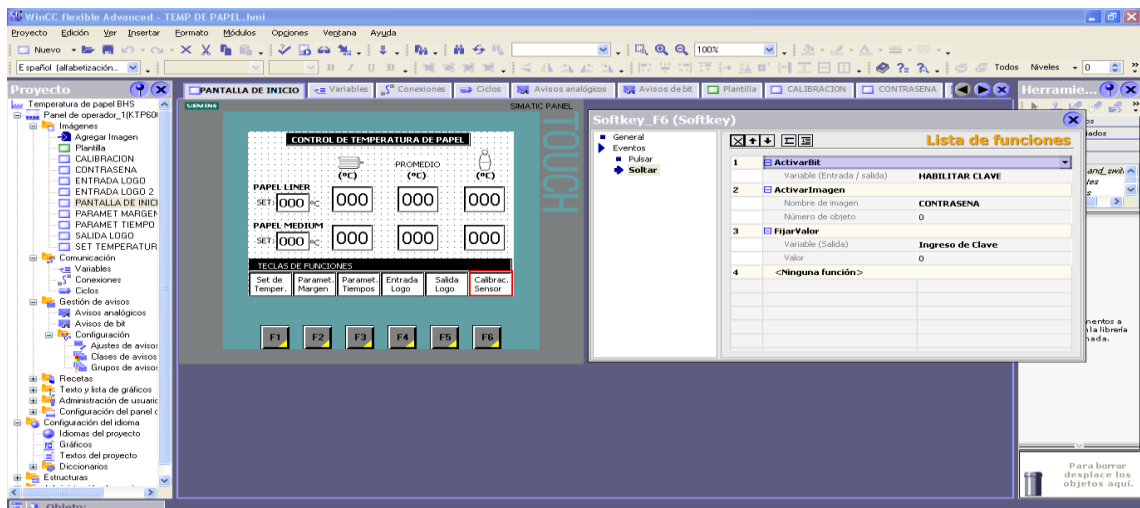 WinCC flexible Advanced - TEMP DE PAPEL.hmi
Proyecto Edición Ver Insertar Formato Módulos Opciones Ventana Ayuda
Nuevo 100%
Español (alfabetización... Todos Niveles 0
Proyecto
PANTALLA DE INICIO Variables Conexiones Ciclos Avisos analógicos Avisos de bit Plantilla CALIBRACION CONTRASENA
Herramie...
Temperatura de papel BHS
Panel de operador_1(KTP600
Imágenes
Agregar Imagen
Plantilla
CALIBRACION
CONTRASENA
ENTRADA LOGO
ENTRADA LOGO 2
PANTALLA DE INICI
PARAMET MARGEN
PARAMET TIEMPO
SALIDA LOGO
SET TEMPERATUR
Comunicación
Variables
Conexiones
Ciclos
Gestión de avisos
Avisos analógicos
Avisos de bit
Configuración
Ajustes de avisos
Clases de avisos
Grupos de avisos
Recetas
Texto y lista de gráficos
Administración de usuario
Configuración del panel d
Configuración del idioma
Idiomas del proyecto
Gráficos
Textos del proyecto
Diccionarios
Estructuras
Objeto:
SIEMENS
SIMATIC PANEL
TOUCH
CONTROL DE TEMPERATURA DE PAPEL
PROMEDIO
(ºC) (ºC) (ºC)
PAPEL LINER
SET: 000 ºC 000 000 000
PAPEL MEDIUM
SET: 000 ºC 000 000 000
TECLAS DE FUNCIONES
Set de Temper. Paramet. Margen Paramet. Tiempos Entrada Logo Salida Logo Calibrac. Sensor
F1 F2 F3 F4 F5 F6
Softkey_F6 (Softkey)
General
Eventos
Pulsar
Soltar
Lista de funciones
1 ActivarBit
Variable (Entrada / salida) HABILITAR CLAVE
2 ActivarImagen
Nombre de imagen CONTRASENA
Número de objeto 0
3 FijarValor
Variable (Salida) Ingreso de Clave
Valor 0
4 <Ninguna función>
Para borrar
desplace los
objetos aquí.